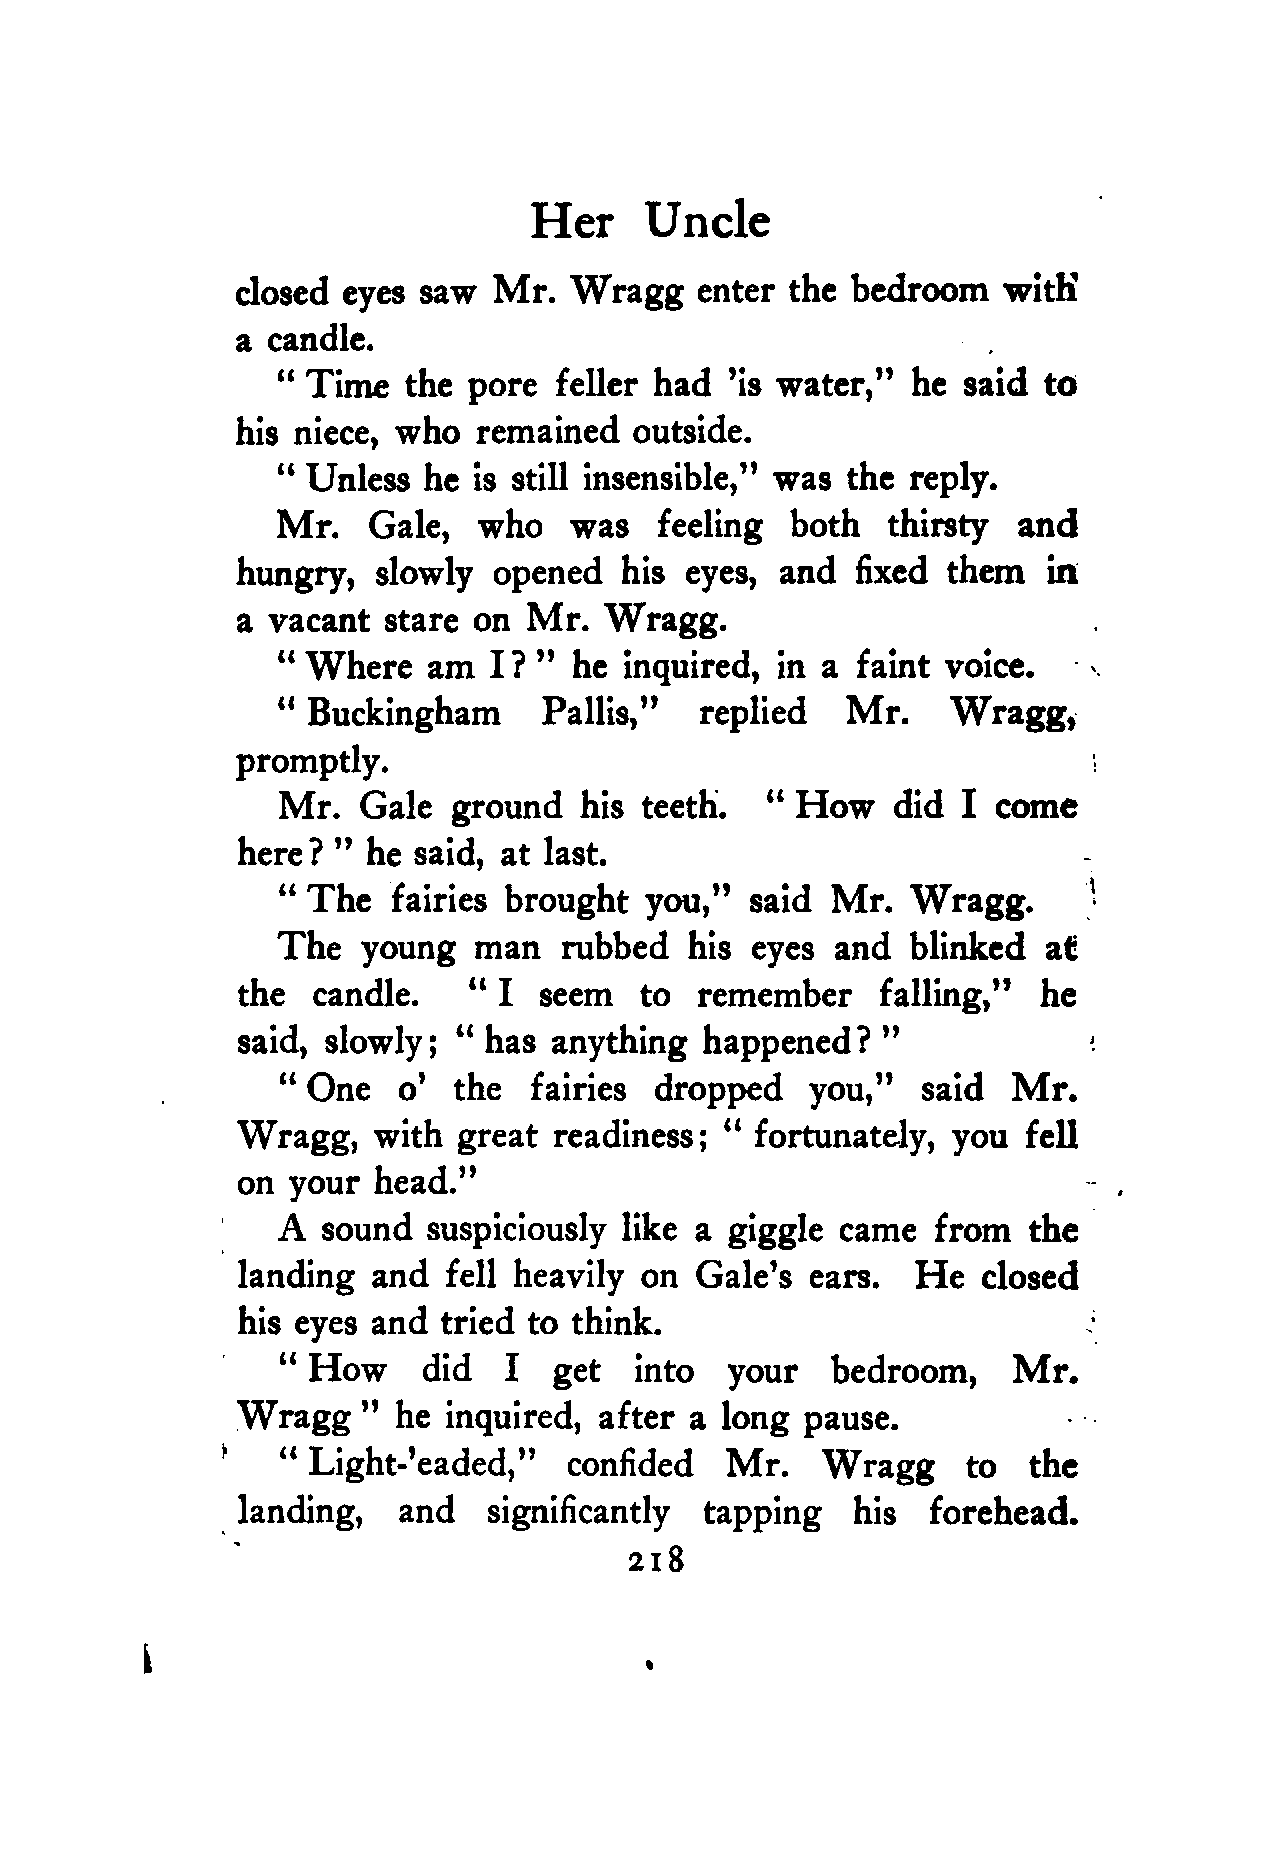 Her Uncle
closed eyes saw Mr. Wragg enter the bedroom with
a candle.
" Time the pore feller had 'is water," he said to
his niece, who remained outside.
" Unless he is still insensible," was the reply.
Mr. Gale, who was feeling both thirsty and
hungry, slowly opened his eyes, and fixed them in
a vacant stare on Mr. Wragg.
" Where am I? " he inquired, in a faint voice.
" Buckingham Pallis," replied Mr. Wragg,
promptly.
Mr. Gale ground his teeth. " How did I come
here? " he said, at last.
" The fairies brought you," said Mr. Wragg.
The young man rubbed his eyes and blinked at
the candle. " I seem to remember falling," he
said, slowly; " has anything happened? "
" One o' the fairies dropped you," said Mr.
Wragg, with great readiness; " fortunately, you fell
on your head."
A sound suspiciously like a giggle came from the
landing and fell heavily on Gale's ears. He closed
his eyes and tried to think.
" How did I get into your bedroom, Mr.
Wragg " he inquired, after a long pause.
" Light-'eaded," confided Mr. Wragg to the
landing, and significantly tapping his forehead.
218